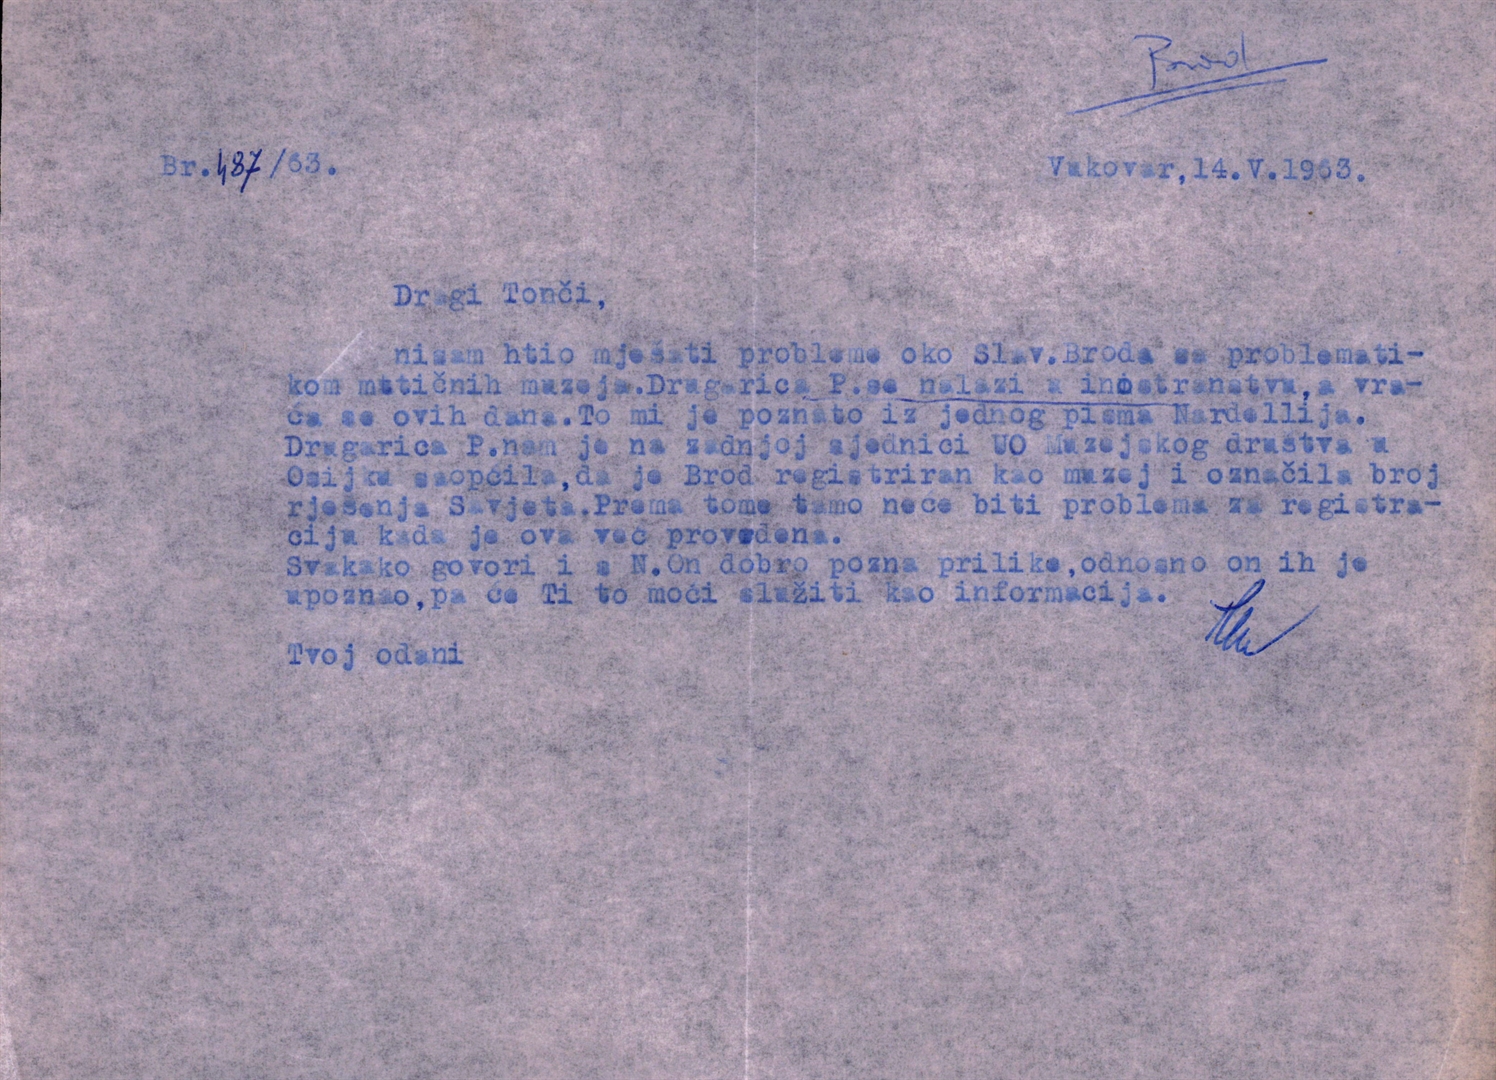 Brod
Br.487/63.
Vukovar,14.V.1963.
Dragi Tonči,
nisam htio mješati probleme oko Slav.Broda sa problemati-
kom matičnih muzeja.Dragarica P.se nalazi u inostranstvu,a vra-
ća se ovih dana.To mi je poznato iz jednog pisma Nardellija.
Drugarica P.nam je na zadnjoj sjednici UO Muzejskog društva u
Osijku saopćila,da je Brod registriran kao muzej i označila broj
rješenja Savjeta.Prema tome tamo neće biti problema za registra-
cija kada je ova već provedena.
Svakako govori i s N.On dobro pozna prilike,odnosno on ih je
upoznao,pa će Ti to moći služiti kao informacija.
Tvoj odani